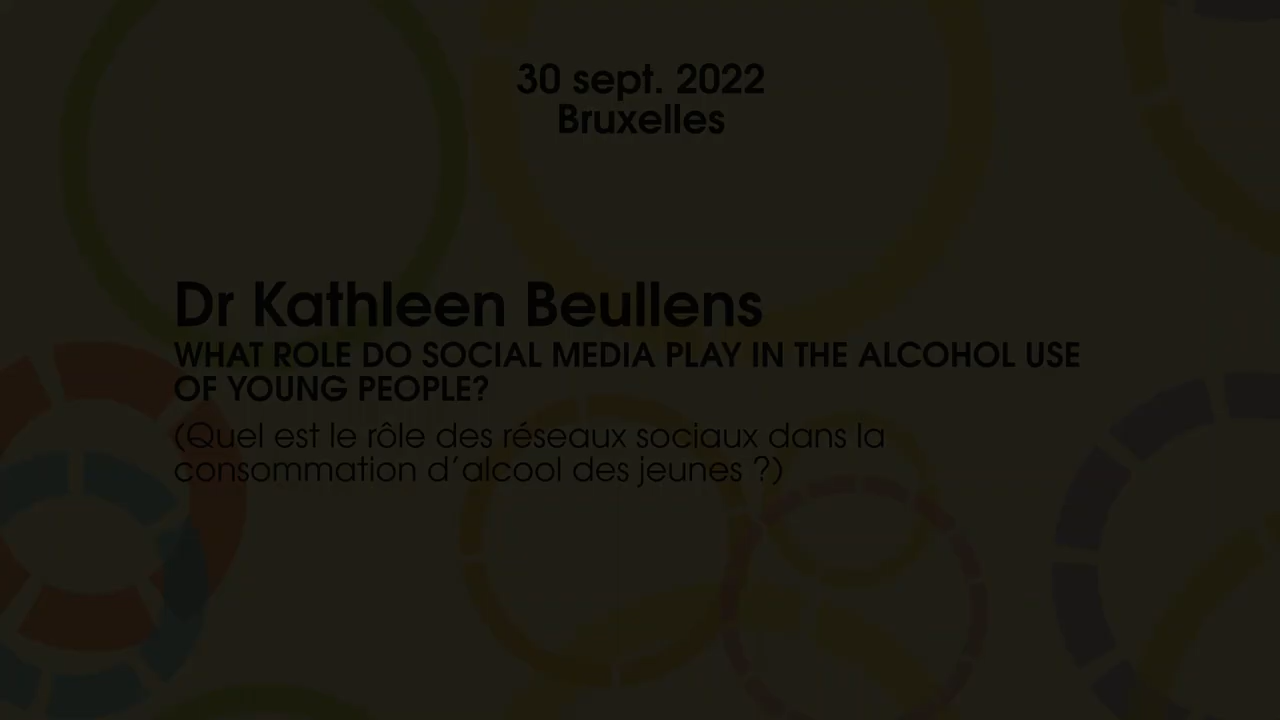 30 sept. 2022
Bruxelles
Dr Kathleen Beullens
WHAT ROLE DO SOCIAL MEDIA PLAY IN THE ALCOHOL USE
OF YOUNG PEOPLE?
(Quel est le rôle des réseaux sociaux dans la
consommation d’alcool des jeunes ?)